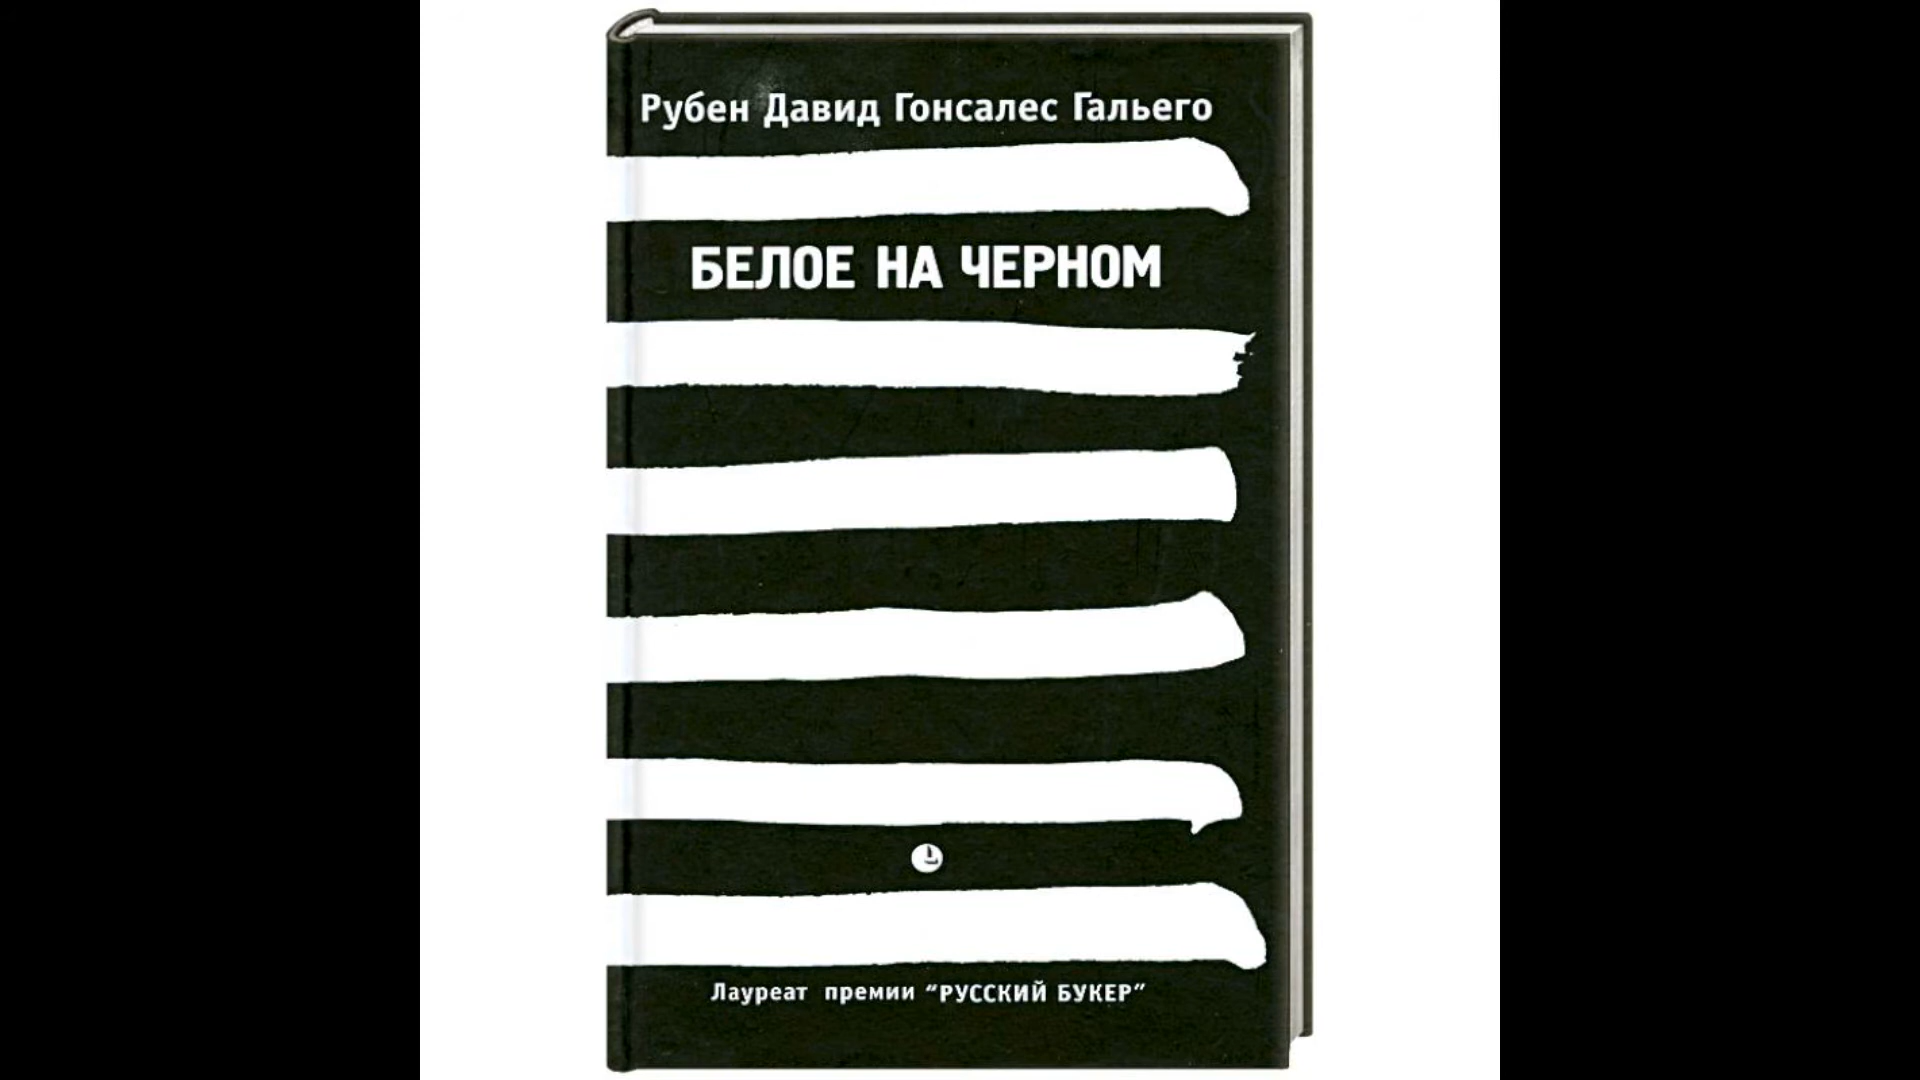 Рубен Давид Гонсалес Гальего
БЕЛОЕ НА ЧЕРНОМ
Лауреат премии “РУССКИЙ БУКЕР”